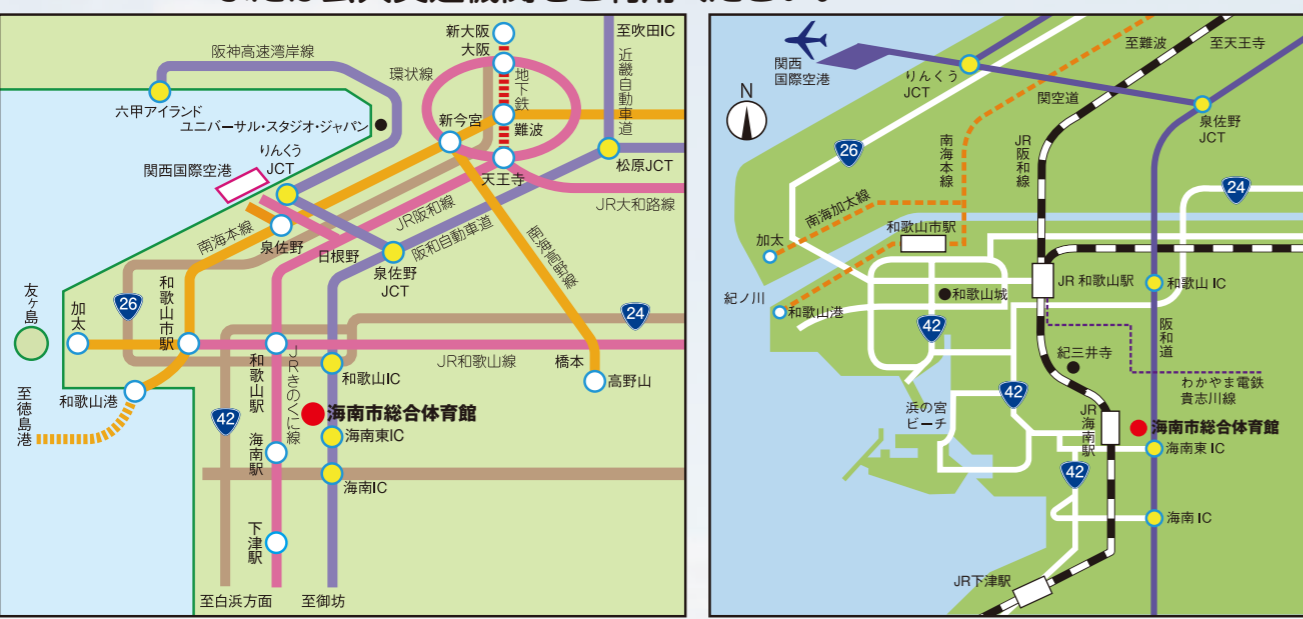 新大阪
大阪
至吹田IC
阪神高速湾岸線
環状線
地下鉄
近畿自動車道
六甲アイランド
ユニバーサル・スタジオ・ジャパン
新今宮
難波
りんくう
JCT
関西国際空港
松原JCT
天王寺
JR大和路線
JR阪和線
阪和自動車道
南海本線
泉佐野
日根野
泉佐野
JCT
南海高野線
友ヶ島
加太
26
和歌山市駅
24
JR和歌山線
橋本
高野山
和歌山港
至徳島港
和歌山駅
JRきのくに線
和歌山IC
42
海南市総合体育館
海南東IC
海南駅
海南IC
下津駅
至白浜方面
至御坊
関西
国際空港
りんくう
JCT
至難波
至天王寺
N
関空道
泉佐野
JCT
26
南海本線
JR阪和線
24
南海加太線
和歌山市駅
加太
紀ノ川
和歌山港
和歌山城
JR 和歌山駅
和歌山 IC
42
阪和道
紀三井寺
わかやま電鉄
貴志川線
42
浜の宮
ビーチ
JR海南駅
海南市総合体育館
海南東 IC
42
海南 IC
JR下津駅